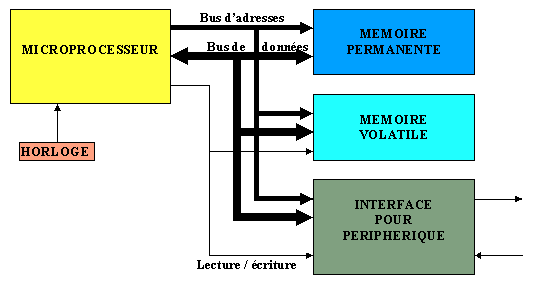 Bus d'adresses
MICROPROCESSEUR
Bus de données
MEMOIRE
PERMANENTE
MEMOIRE
VOLATILE
HORLOGE
INTERFACE
POUR
PERIPHERIQUE
Lecture / écriture